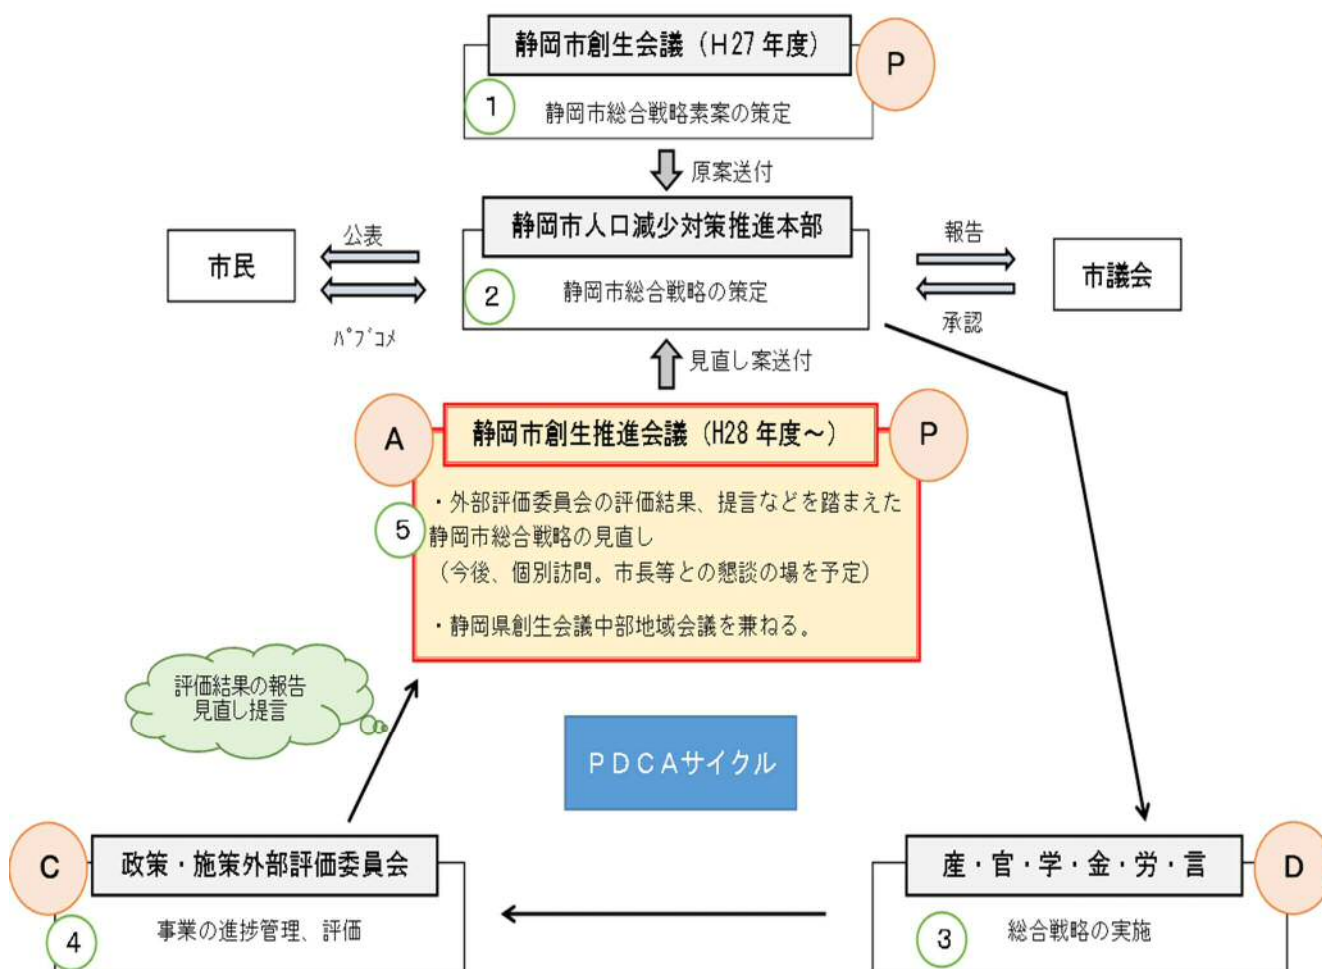 静岡市創生会議（Ｈ27 年度）
P
1
静岡市総合戦略素案の策定
原案送付
静岡市人口減少対策推進本部
2
静岡市総合戦略の策定
市民
公表
ﾊﾟﾌﾞｺﾒ
報告
承認
市議会
見直し案送付
A
静岡市創生推進会議（H28 年度～）
P
5
・外部評価委員会の評価結果、提言などを踏まえた
静岡市総合戦略の見直し
（今後、個別訪問。市長等との懇談の場を予定）
・静岡県創生会議中部地域会議を兼ねる。
評価結果の報告
見直し提言
ＰＤＣＡサイクル
C
政策・施策外部評価委員会
4
事業の進捗管理、評価
産・官・学・金・労・言
D
3
総合戦略の実施